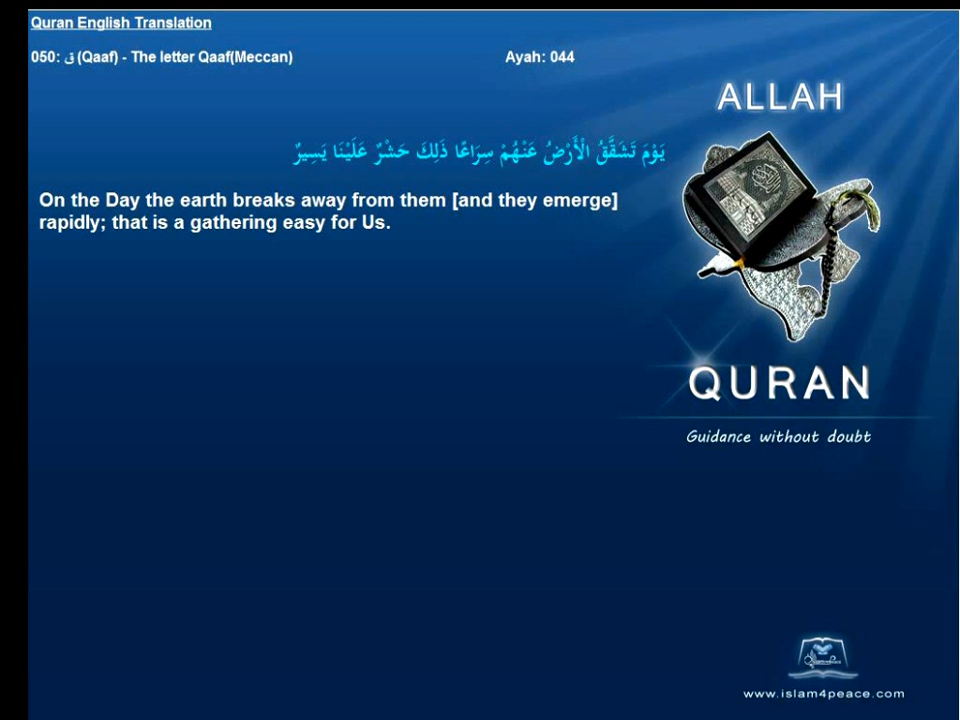 Quran English Translation
050: ق (Qaaf) - The letter Qaaf(Meccan) Ayah: 044
ALLAH
يَوْمَ تَشَقَّقُ الْأَرْضُ عَنْهُمْ سِرَاعًا ذَلِكَ حَشْرٌ عَلَيْنَا يَسِيرٌ
On the Day the earth breaks away from them [and they emerge]
rapidly; that is a gathering easy for Us.
QURAN
Guidance without doubt
www.islam4peace.com